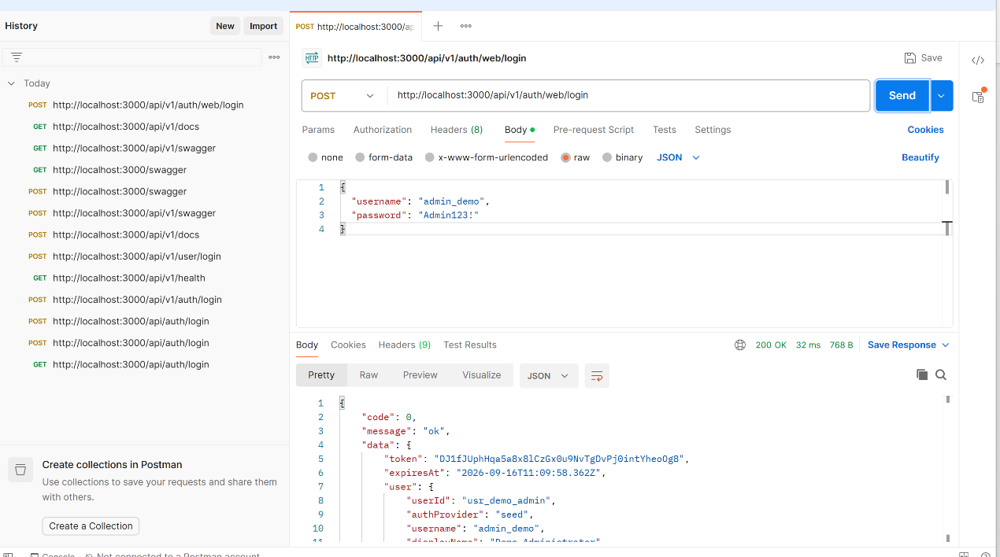 History
New
Import
Today
POST http://localhost:3000/api/v1/auth/web/login
GET http://localhost:3000/api/v1/docs
GET http://localhost:3000/api/v1/swagger
GET http://localhost:3000/swagger
POST http://localhost:3000/swagger
POST http://localhost:3000/api/v1/swagger
POST http://localhost:3000/api/v1/docs
POST http://localhost:3000/api/v1/user/login
GET http://localhost:3000/api/v1/health
POST http://localhost:3000/api/v1/auth/login
POST http://localhost:3000/api/auth/login
POST http://localhost:3000/api/auth/login
GET http://localhost:3000/api/auth/login
Create collections in Postman
Use collections to save your requests and share them
with others.
Create a Collection
POST http://localhost:3000/ap
HTTP http://localhost:3000/api/v1/auth/web/login
Save
POST http://localhost:3000/api/v1/auth/web/login
Send
Params Authorization Headers (8) Body Pre-request Script Tests Settings
Cookies
none form-data x-www-form-urlencoded raw binary JSON
Beautify
1 {
2 "username": "admin_demo",
3 "password": "Admin123!"
4 }
Body Cookies Headers (9) Test Results
200 OK 32 ms 768 B Save Response
Pretty Raw Preview Visualize JSON
1 {
2 "code": 0,
3 "message": "ok",
4 "data": {
5 "token": "DJ1fJUphHqa5a8x8lCzGx0u9NvTgDvPj0intYheoOg8",
6 "expiresAt": "2026-09-16T11:09:58.362Z",
7 "user": {
8 "userId": "usr_demo_admin",
9 "authProvider": "seed",
10 "username": "admin_demo",
11 "displayName": "Demo Administrator"
Console Not connected to a Postman account